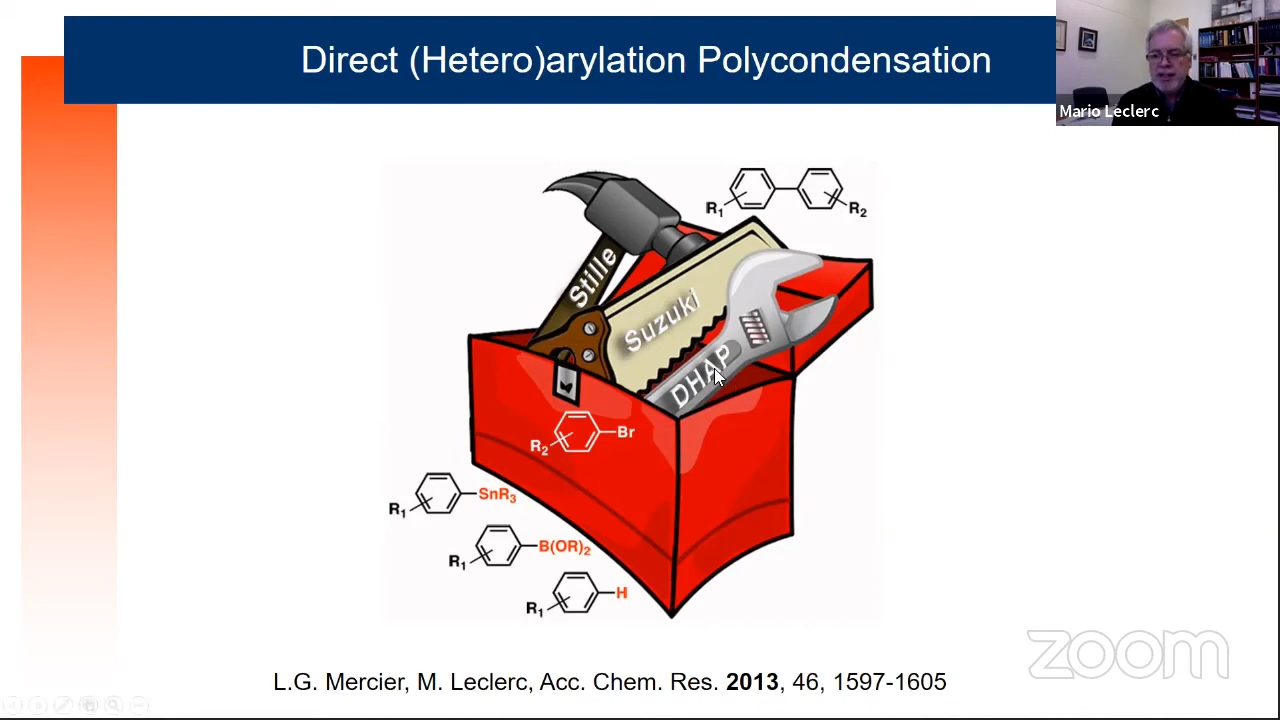 Direct (Hetero)arylation Polycondensation
Mario Leclerc
R1
R2
Stille
Suzuki
DHAP
R2
Br
R1
SnR3
R1
B(OR)2
R1
H
zoom
L.G. Mercier, M. Leclerc, Acc. Chem. Res. 2013, 46, 1597-1605